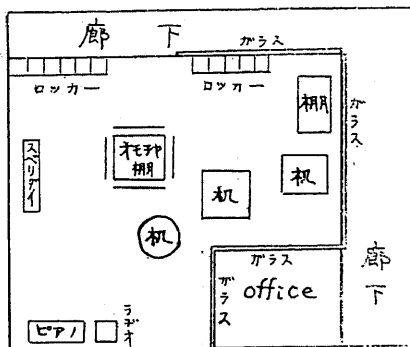 廊 下
ガラス
ロッカー
ロッカー
棚
ガラス
オモチャ
棚
机
机
スベリダイ
机
廊
下
ガラス
ガラス
office
ピアノ
ラヂオ